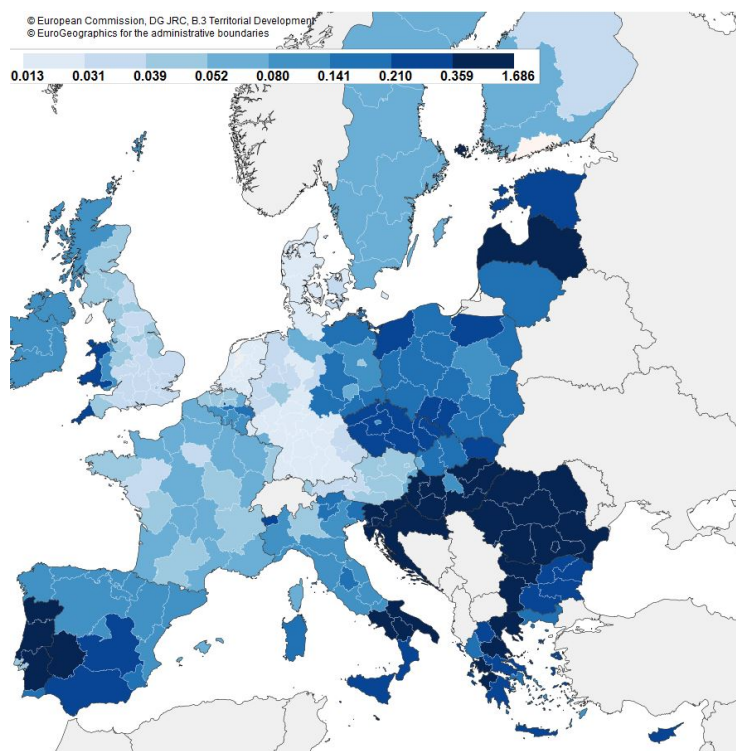 © European Commission, DG JRC, B.3 Territorial Development
© EuroGeographics for the administrative boundaries
0.013 0.031 0.039 0.052 0.080 0.141 0.210 0.359 1.686